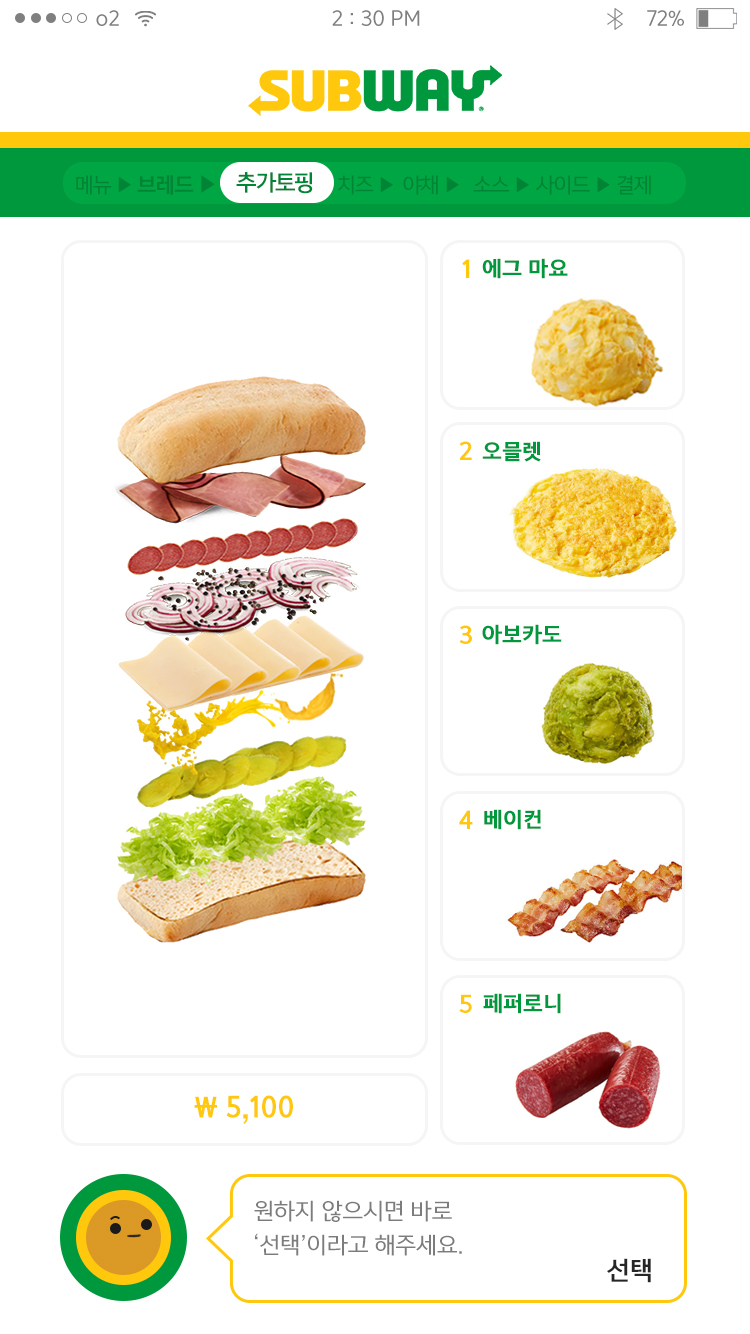 o2 2 : 30 PM 72%
SUBWAY
메뉴 ▶ 브레드 ▶ 추가토핑 치즈 ▶ 야채 ▶ 소스 ▶ 사이드 ▶ 결제
1 에그 마요
2 오믈렛
3 아보카도
4 베이컨
5 페퍼로니
₩ 5,100
원하지 않으시면 바로
‘선택’이라고 해주세요.
선택